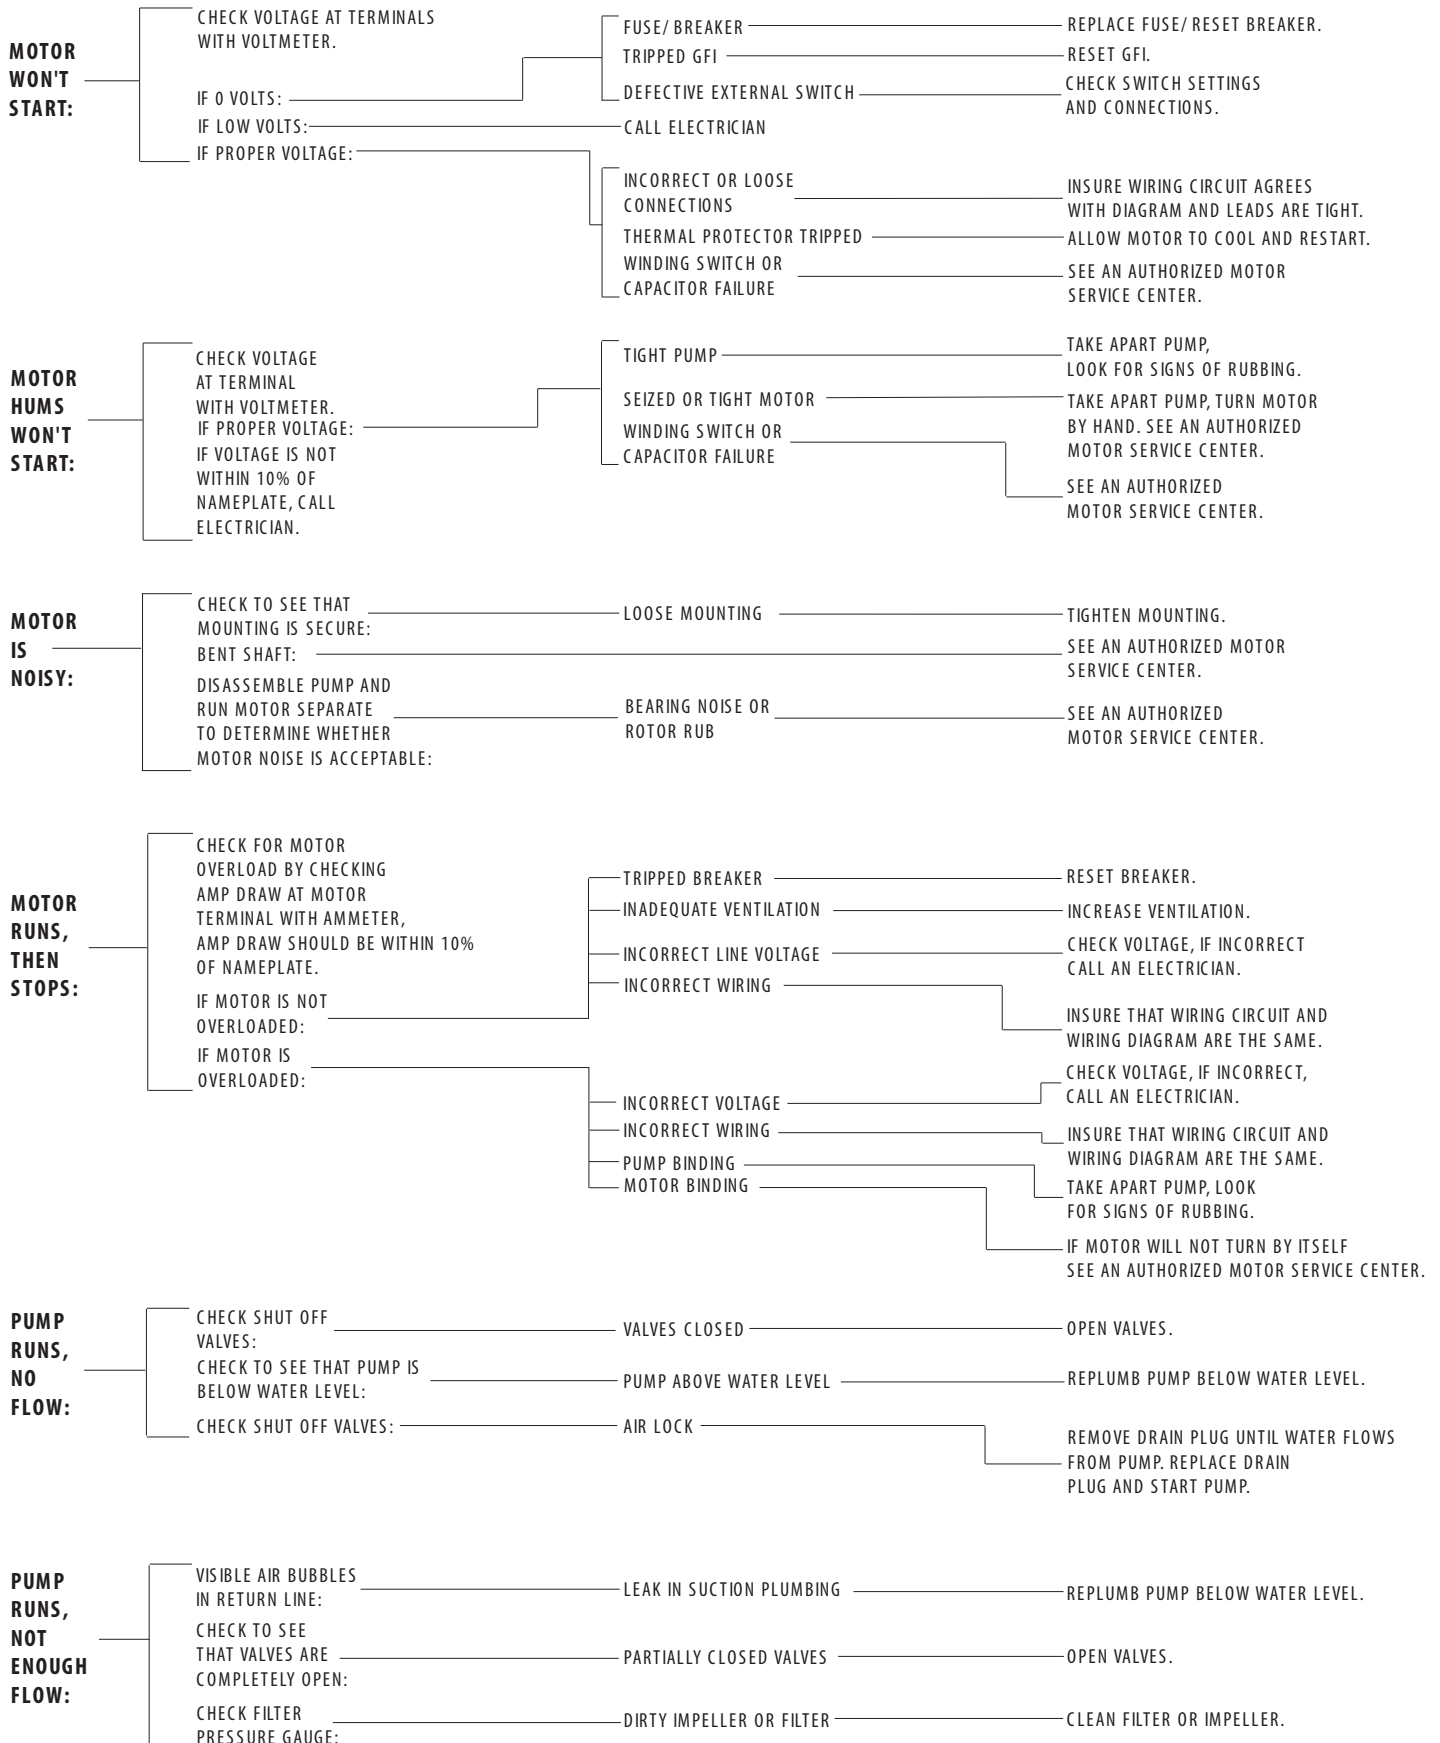 MOTOR
WON'T
START:
CHECK VOLTAGE AT TERMINALS
WITH VOLTMETER.
IF 0 VOLTS:
FUSE/ BREAKER
REPLACE FUSE/ RESET BREAKER.
TRIPPED GFI
RESET GFI.
DEFECTIVE EXTERNAL SWITCH
CHECK SWITCH SETTINGS
AND CONNECTIONS.
IF LOW VOLTS:
CALL ELECTRICIAN
IF PROPER VOLTAGE:
INCORRECT OR LOOSE
CONNECTIONS
INSURE WIRING CIRCUIT AGREES
WITH DIAGRAM AND LEADS ARE TIGHT.
THERMAL PROTECTOR TRIPPED
ALLOW MOTOR TO COOL AND RESTART.
WINDING SWITCH OR
CAPACITOR FAILURE
SEE AN AUTHORIZED MOTOR
SERVICE CENTER.
MOTOR
HUMS
WON'T
START:
CHECK VOLTAGE
AT TERMINAL
WITH VOLTMETER.
IF PROPER VOLTAGE:
IF VOLTAGE IS NOT
WITHIN 10% OF
NAMEPLATE, CALL
ELECTRICIAN.
TIGHT PUMP
TAKE APART PUMP,
LOOK FOR SIGNS OF RUBBING.
SEIZED OR TIGHT MOTOR
TAKE APART PUMP, TURN MOTOR
BY HAND. SEE AN AUTHORIZED
MOTOR SERVICE CENTER.
WINDING SWITCH OR
CAPACITOR FAILURE
SEE AN AUTHORIZED
MOTOR SERVICE CENTER.
MOTOR
IS
NOISY:
CHECK TO SEE THAT
MOUNTING IS SECURE:
LOOSE MOUNTING
TIGHTEN MOUNTING.
BENT SHAFT:
SEE AN AUTHORIZED MOTOR
SERVICE CENTER.
DISASSEMBLE PUMP AND
RUN MOTOR SEPARATE
TO DETERMINE WHETHER
MOTOR NOISE IS ACCEPTABLE:
BEARING NOISE OR
ROTOR RUB
SEE AN AUTHORIZED
MOTOR SERVICE CENTER.
MOTOR
RUNS,
THEN
STOPS:
CHECK FOR MOTOR
OVERLOAD BY CHECKING
AMP DRAW AT MOTOR
TERMINAL WITH AMMETER,
AMP DRAW SHOULD BE WITHIN 10%
OF NAMEPLATE.
IF MOTOR IS NOT
OVERLOADED:
TRIPPED BREAKER
RESET BREAKER.
INADEQUATE VENTILATION
INCREASE VENTILATION.
INCORRECT LINE VOLTAGE
CHECK VOLTAGE, IF INCORRECT
CALL AN ELECTRICIAN.
INCORRECT WIRING
INSURE THAT WIRING CIRCUIT AND
WIRING DIAGRAM ARE THE SAME.
IF MOTOR IS
OVERLOADED:
INCORRECT VOLTAGE
CHECK VOLTAGE, IF INCORRECT,
CALL AN ELECTRICIAN.
INCORRECT WIRING
INSURE THAT WIRING CIRCUIT AND
WIRING DIAGRAM ARE THE SAME.
PUMP BINDING
TAKE APART PUMP, LOOK
FOR SIGNS OF RUBBING.
MOTOR BINDING
IF MOTOR WILL NOT TURN BY ITSELF
SEE AN AUTHORIZED MOTOR SERVICE CENTER.
PUMP
RUNS,
NO
FLOW:
CHECK SHUT OFF
VALVES:
VALVES CLOSED
OPEN VALVES.
CHECK TO SEE THAT PUMP IS
BELOW WATER LEVEL:
PUMP ABOVE WATER LEVEL
REPLUMB PUMP BELOW WATER LEVEL.
CHECK SHUT OFF VALVES:
AIR LOCK
REMOVE DRAIN PLUG UNTIL WATER FLOWS
FROM PUMP. REPLACE DRAIN
PLUG AND START PUMP.
PUMP
RUNS,
NOT
ENOUGH
FLOW:
VISIBLE AIR BUBBLES
IN RETURN LINE:
LEAK IN SUCTION PLUMBING
REPLUMB PUMP BELOW WATER LEVEL.
CHECK TO SEE
THAT VALVES ARE
COMPLETELY OPEN:
PARTIALLY CLOSED VALVES
OPEN VALVES.
CHECK FILTER
PRESSURE GAUGE:
DIRTY IMPELLER OR FILTER
CLEAN FILTER OR IMPELLER.